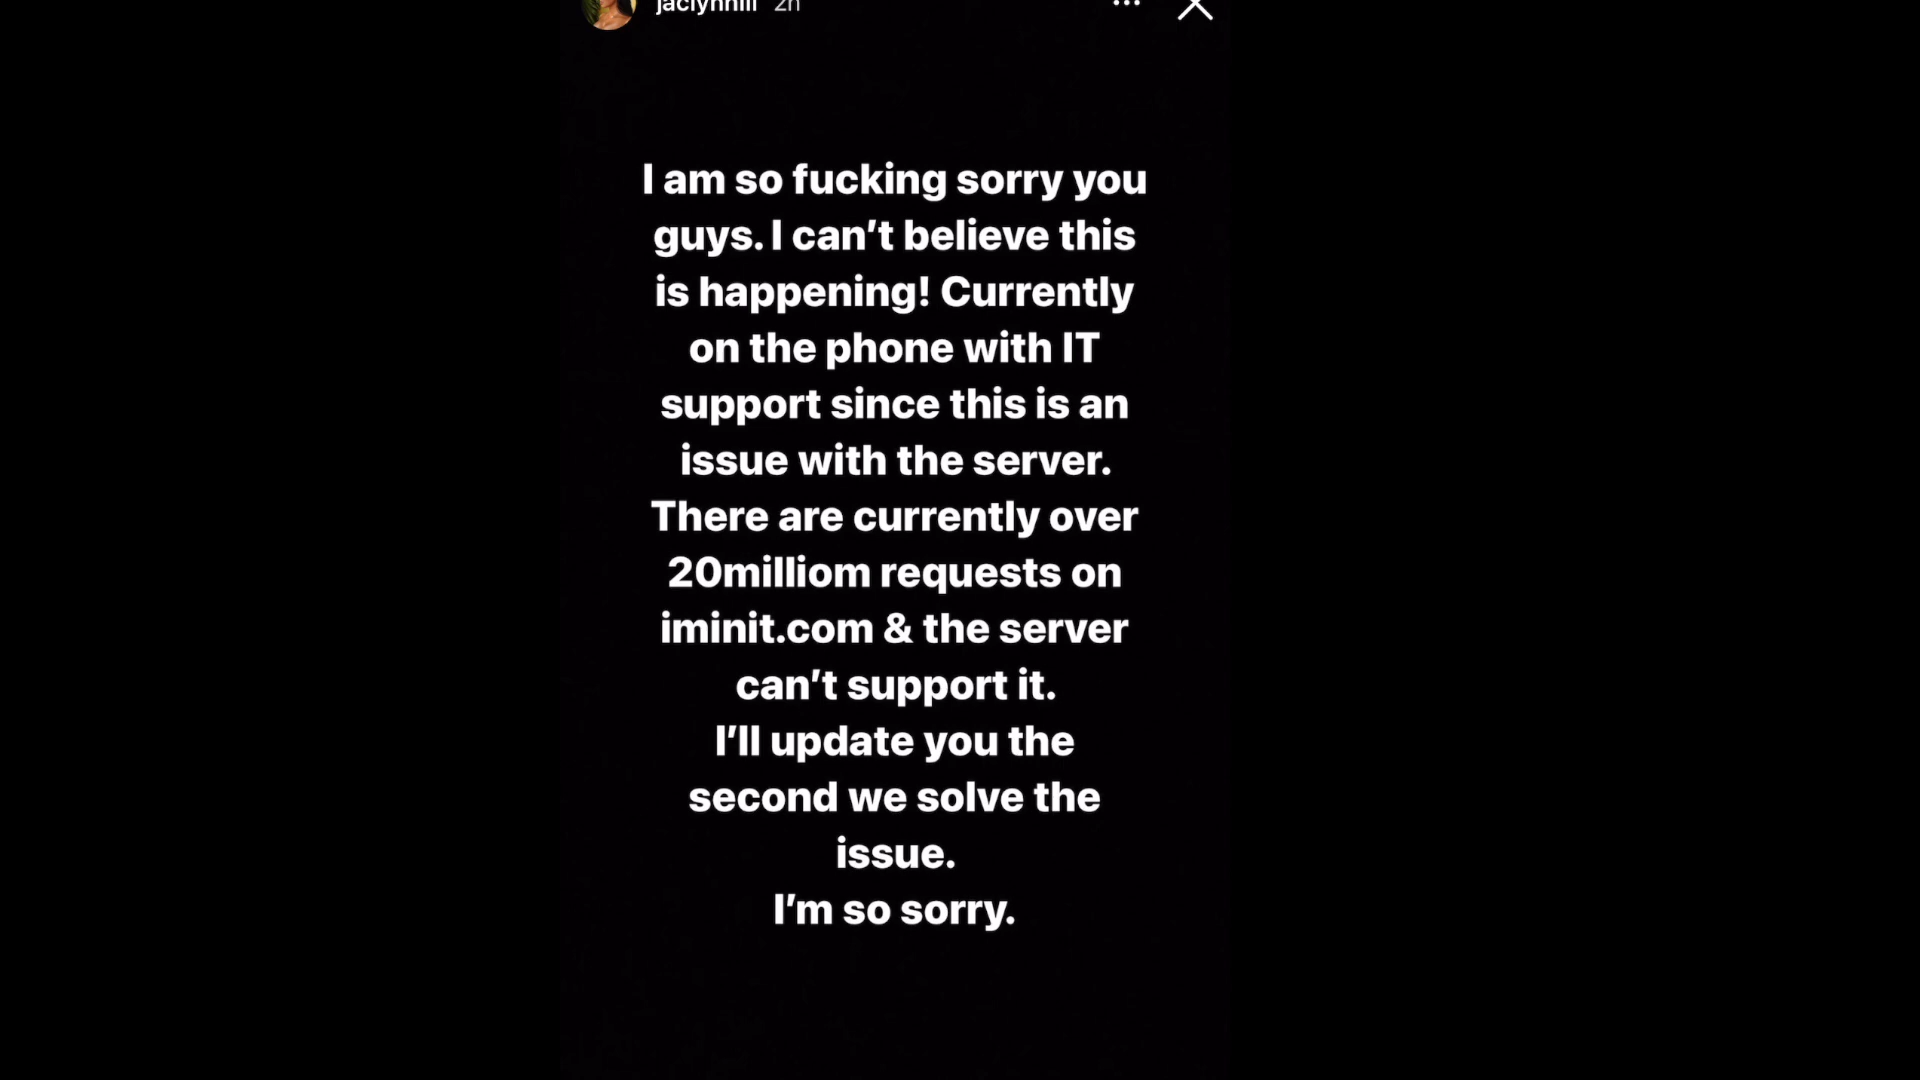 jaclynhill 2h
I am so fucking sorry you
guys. I can’t believe this
is happening! Currently
on the phone with IT
support since this is an
issue with the server.
There are currently over
20milliom requests on
iminit.com & the server
can’t support it.
I’ll update you the
second we solve the
issue.
I’m so sorry.